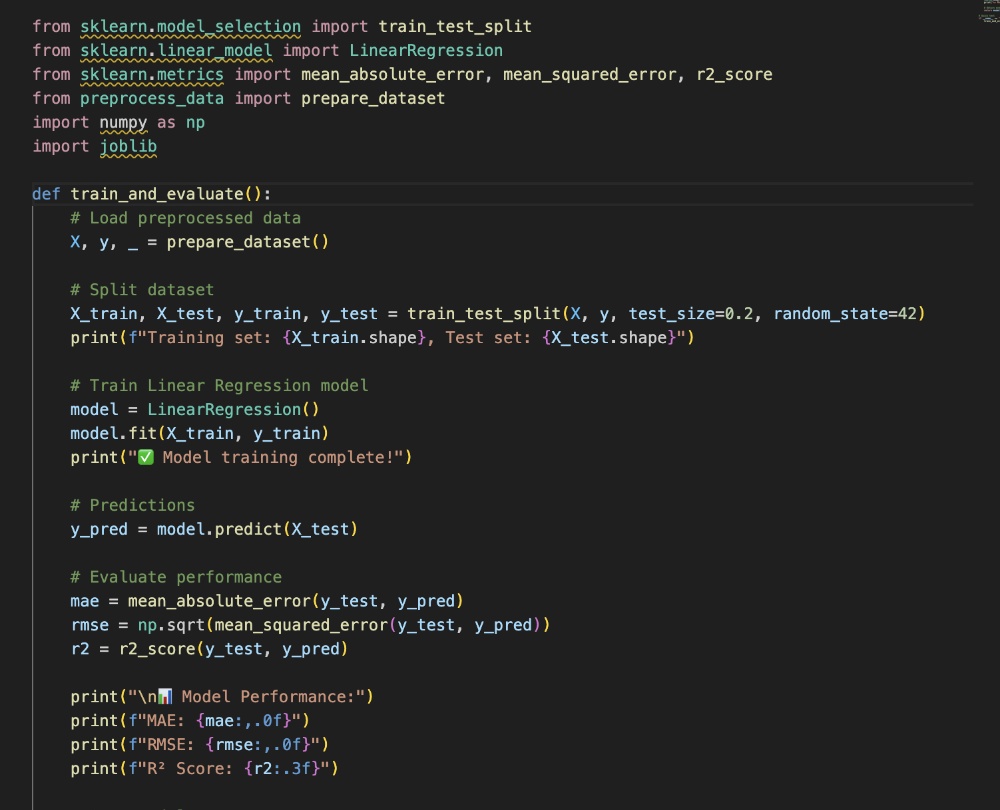 from sklearn.model_selection import train_test_split
from sklearn.linear_model import LinearRegression
from sklearn.metrics import mean_absolute_error, mean_squared_error, r2_score
from preprocess_data import prepare_dataset
import numpy as np
import joblib

def train_and_evaluate():
    # Load preprocessed data
    X, y, _ = prepare_dataset()

    # Split dataset
    X_train, X_test, y_train, y_test = train_test_split(X, y, test_size=0.2, random_state=42)
    print(f"Training set: {X_train.shape}, Test set: {X_test.shape}")

    # Train Linear Regression model
    model = LinearRegression()
    model.fit(X_train, y_train)
    print("✅ Model training complete!")

    # Predictions
    y_pred = model.predict(X_test)

    # Evaluate performance
    mae = mean_absolute_error(y_test, y_pred)
    rmse = np.sqrt(mean_squared_error(y_test, y_pred))
    r2 = r2_score(y_test, y_pred)

    print("\n📊 Model Performance:")
    print(f"MAE: {mae:,.0f}")
    print(f"RMSE: {rmse:,.0f}")
    print(f"R² Score: {r2:.3f}")